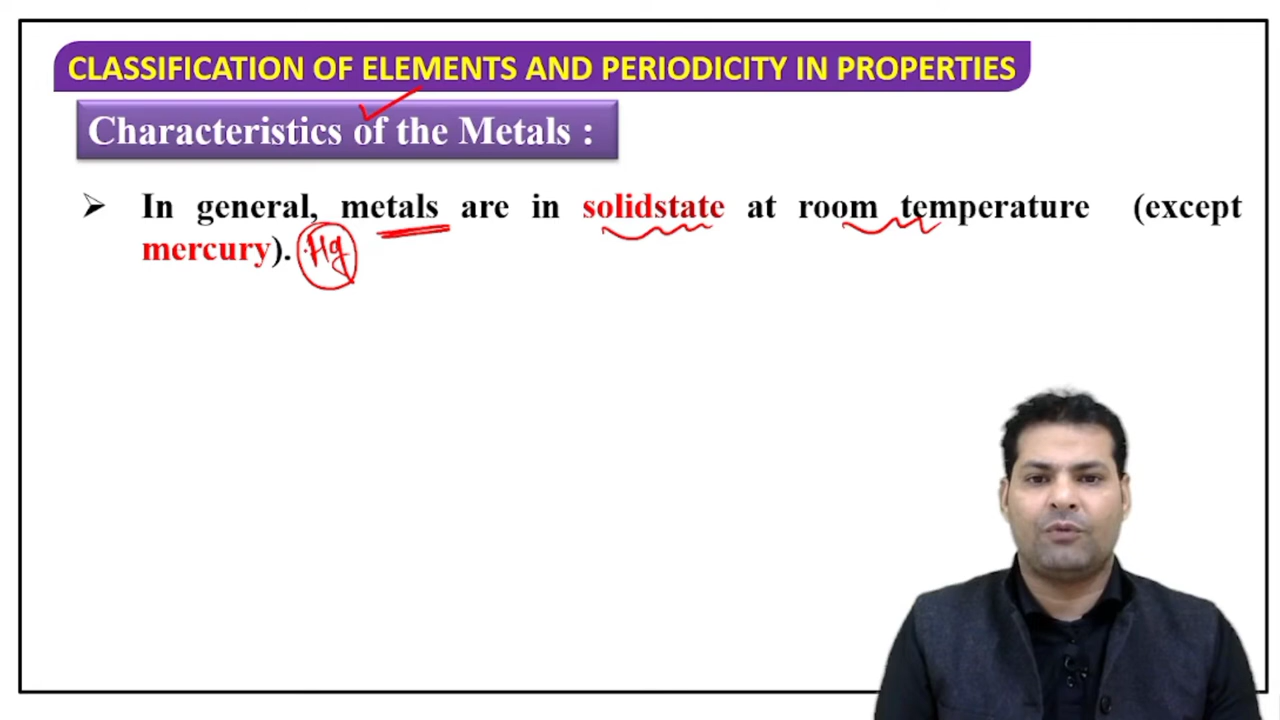 CLASSIFICATION OF ELEMENTS AND PERIODICITY IN PROPERTIES
Characteristics of the Metals :
➢ In general, metals are in solidstate at room temperature (except
mercury). Hg